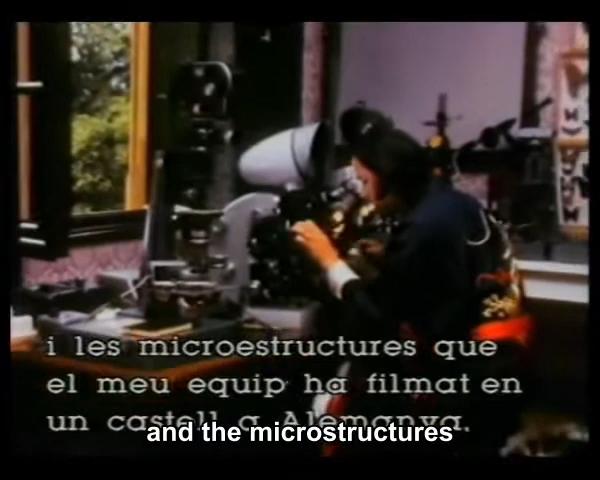 i les microestructures que
el meu equip ha filmat en
un castell a Alemanya.
and the microstructures